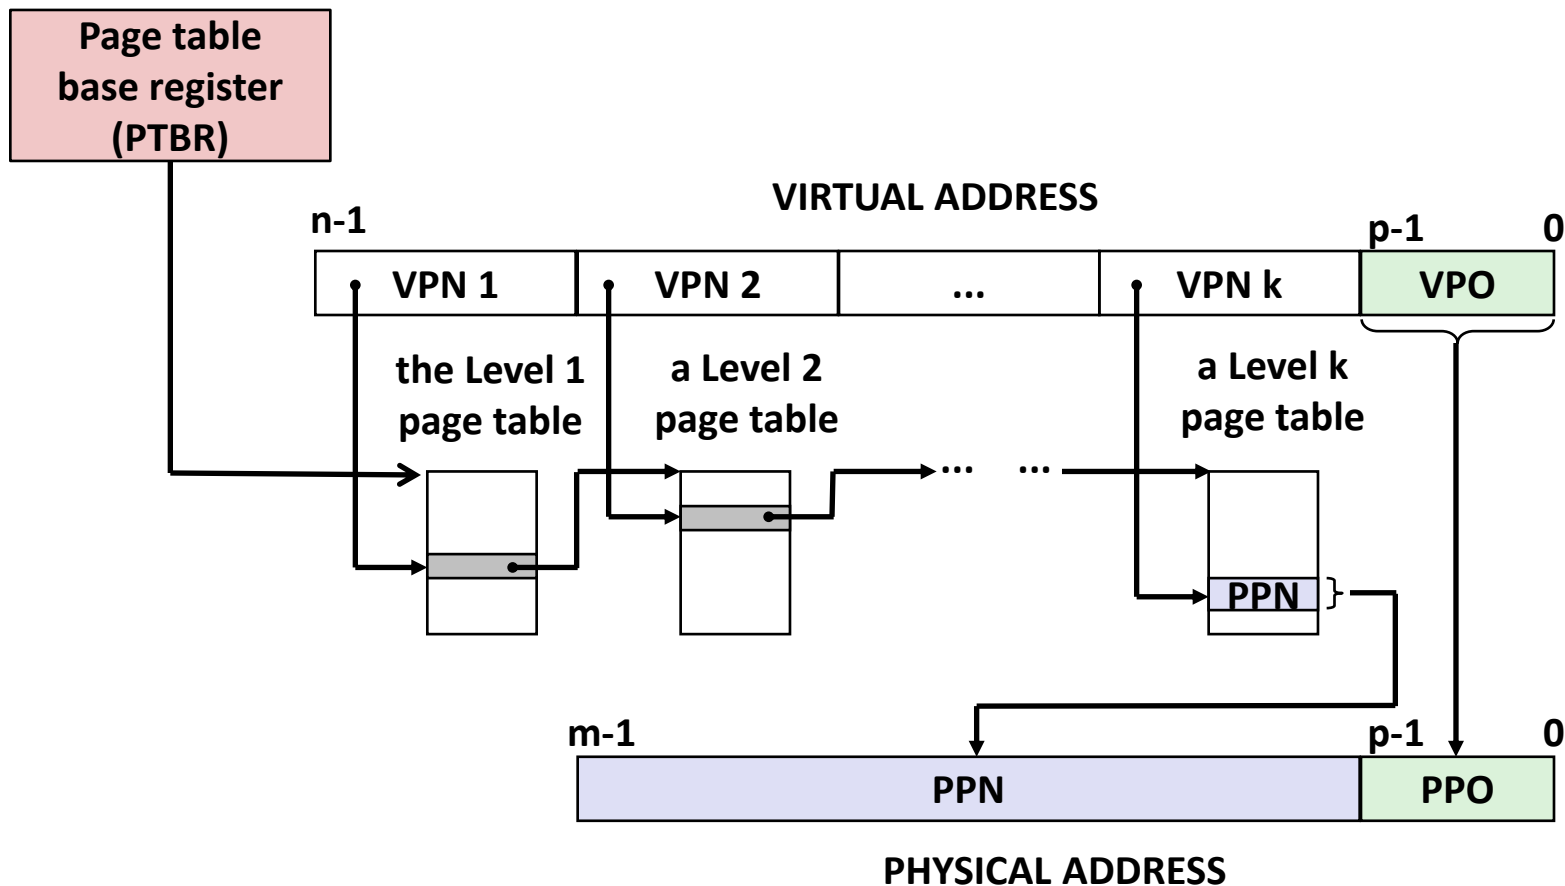 Page table
base register
(PTBR)
VIRTUAL ADDRESS
n-1
p-1
0
VPN 1
VPN 2
...
VPN k
VPO
the Level 1
page table
a Level 2
page table
a Level k
page table
... ...
PPN
m-1
p-1
0
PPN
PPO
PHYSICAL ADDRESS